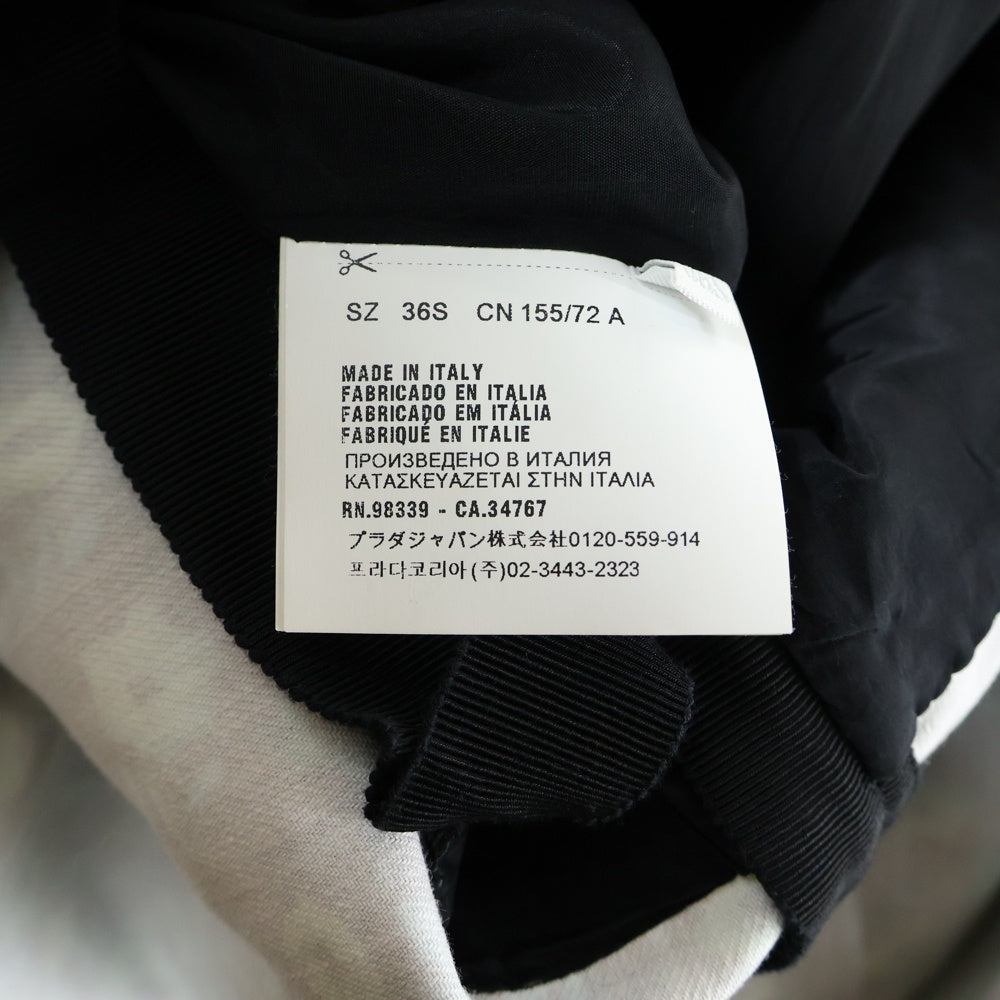 SZ 36S CN 155/72 A
MADE IN ITALY
FABRICADO EN ITALIA
FABRICADO EM ITÁLIA
FABRIQUÉ EN ITALIE
ПРОИЗВЕДЕНО В ИТАЛИЯ
ΚΑΤΑΣΚΕΥΑΖΕΤΑΙ ΣΤΗΝ ΙΤΑΛΙΑ
RN.98339 - CA.34767
プラダジャパン株式会社0120-559-914
프라다코리아(주)02-3443-2323